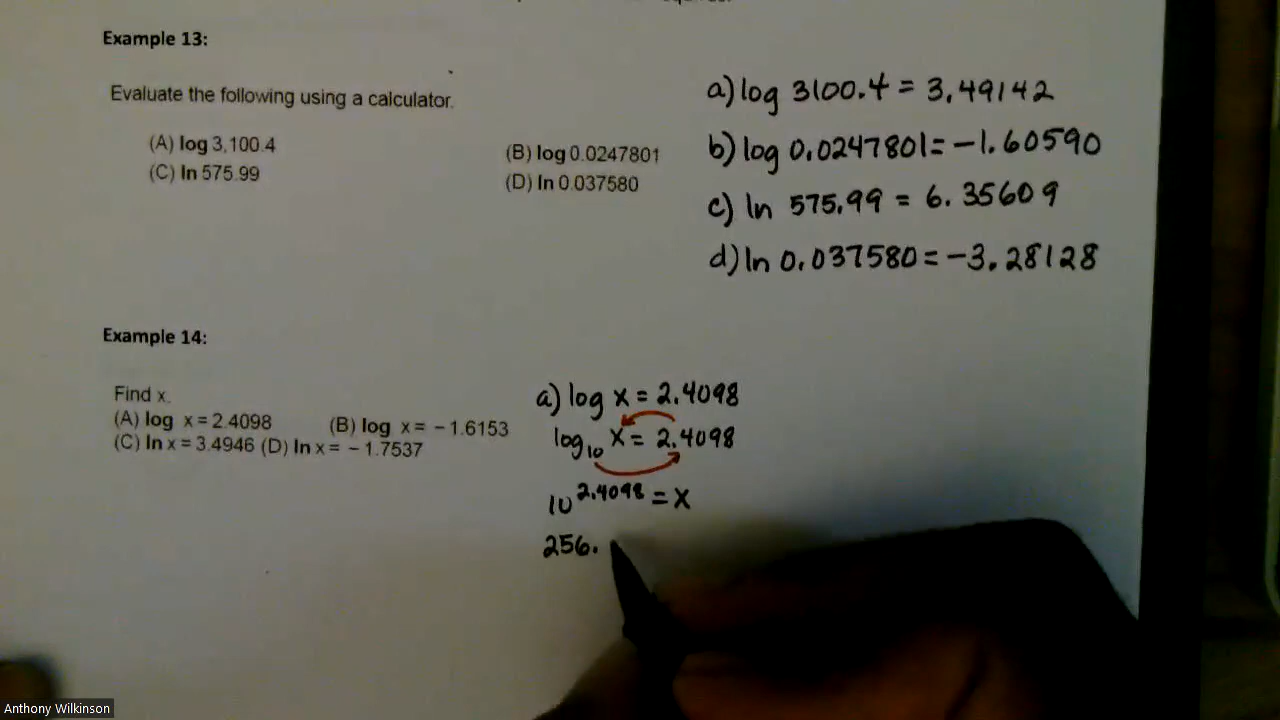 Example 13:
Evaluate the following using a calculator.
(A) log 3,100.4
(B) log 0.0247801
(C) ln 575.99
(D) ln 0.037580
a) log 3100.4 = 3.49142
b) log 0.0247801 = -1.60590
c) ln 575.99 = 6.35609
d) ln 0.037580 = -3.28128
Example 14:
Find x.
(A) log x = 2.4098
(B) log x = - 1.6153
(C) ln x = 3.4946 (D) ln x = - 1.7537
a) log x = 2.4098
log₁₀ x = 2.4098
10^2.4098 = x
256.
Anthony Wilkinson